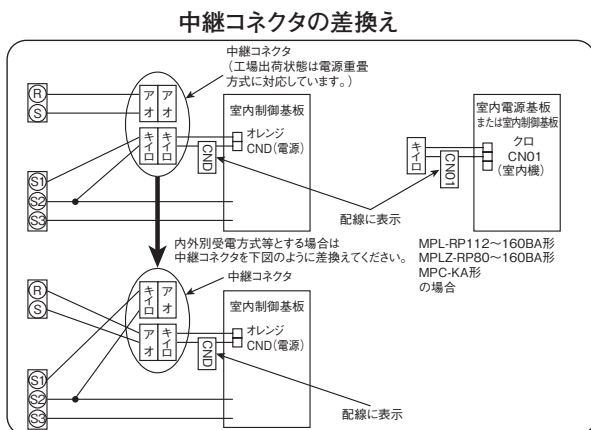 中継コネクタの差換え
中継コネクタ
(工場出荷状態は電源重畳
方式に対応しています。)
R
S
アオ
アオ
キイロ
キイロ
室内制御基板
オレンジ
CND(電源)
CND
S1
S2
S3
配線に表示
室内電源基板
または室内制御基板
クロ
CN01
(室内機)
キイロ
CN01
MPL-RP112～160BA形
MPLZ-RP80～160BA形
MPC-KA形
の場合
内外別受電方式等とする場合は
中継コネクタを下図のように差換えてください。
中継コネクタ
R
S
キイロ
アオ
アオ
キイロ
室内制御基板
オレンジ
CND(電源)
CND
S1
S2
S3
配線に表示